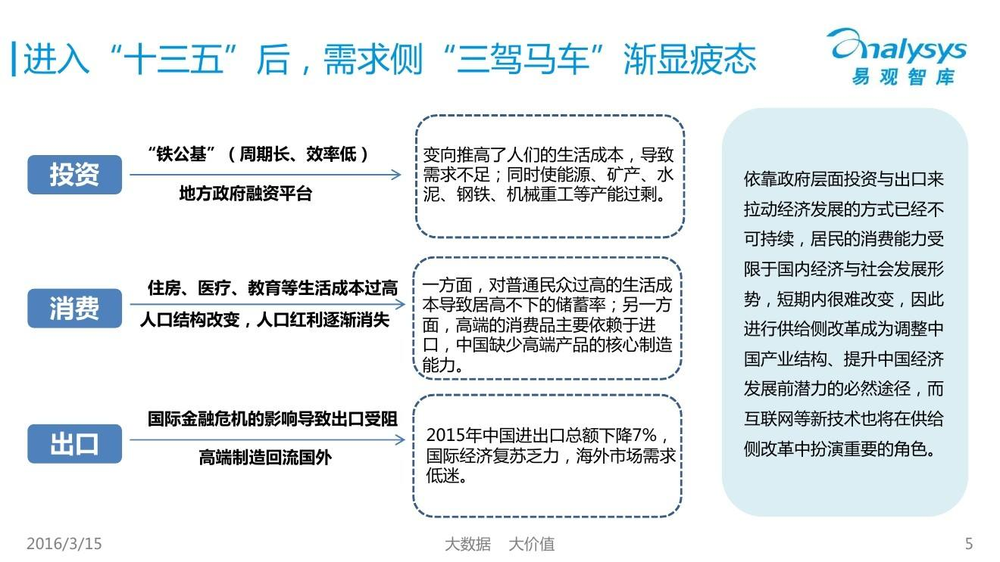 进入“十三五”后，需求侧“三驾马车”渐显疲态
analysys
易观智库
投资
“铁公基”（周期长、效率低）
地方政府融资平台
变向推高了人们的生活成本，导致
需求不足；同时使能源、矿产、水
泥、钢铁、机械重工等产能过剩。
消费
住房、医疗、教育等生活成本过高
人口结构改变，人口红利逐渐消失
一方面，对普通民众过高的生活成
本导致居高不下的储蓄率；另一方
面，高端的消费品主要依赖于进
口，中国缺少高端产品的核心制造
能力。
出口
国际金融危机的影响导致出口受阻
高端制造回流国外
2015年中国进出口总额下降7%，
国际经济复苏乏力，海外市场需求
低迷。
依靠政府层面投资与出口来
拉动经济发展的方式已经不
可持续，居民的消费能力受
限于国内经济与社会发展形
势，短期内很难改变，因此
进行供给侧改革成为调整中
国产业结构、提升中国经济
发展前潜力的必然途径，而
互联网等新技术也将在供给
侧改革中扮演重要的角色。
2016/3/15
大数据 大价值
5